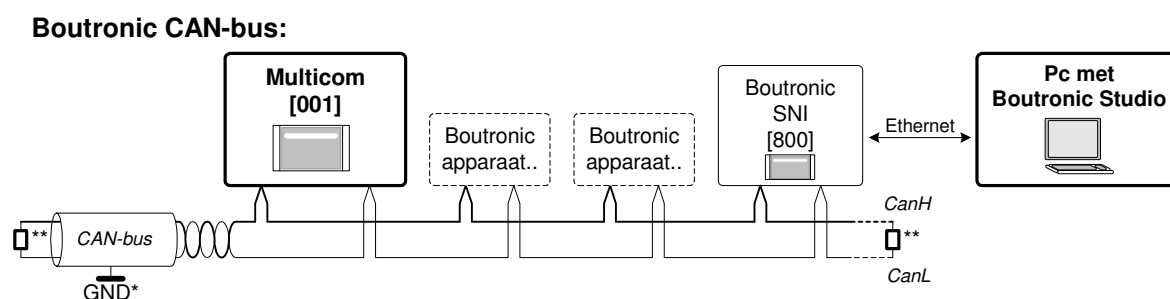 Boutronic CAN-bus:
Multicom
[001]
Boutronic
apparaat..
Boutronic
apparaat..
Boutronic
SNI
[800]
Ethernet
Pc met
Boutronic Studio
CanH
**
CAN-bus
**
CanL
GND*